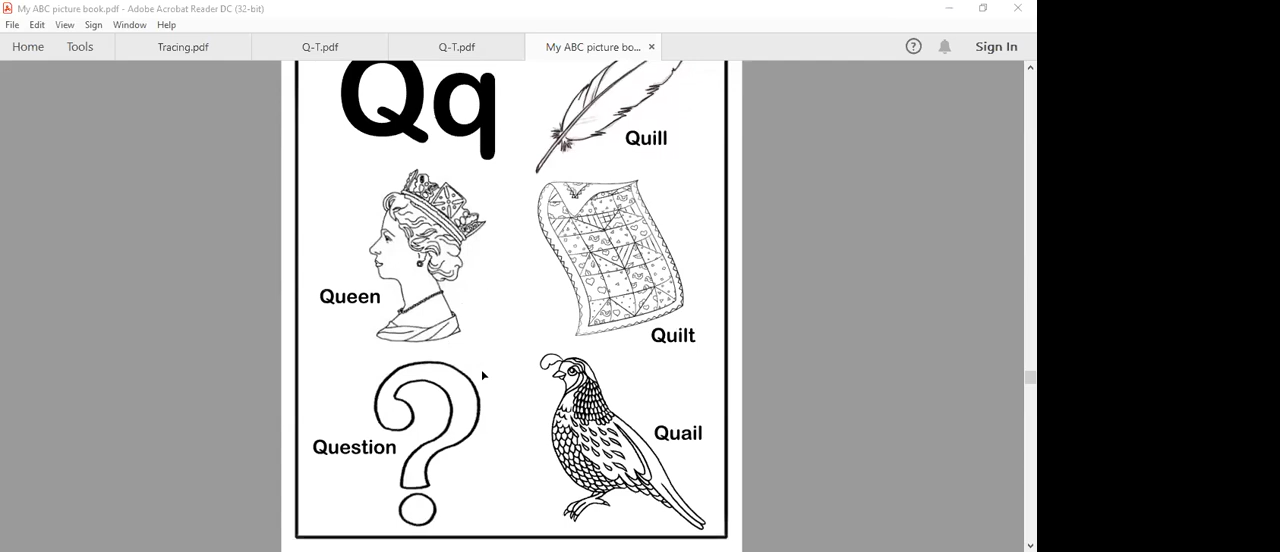 My ABC picture book.pdf - Adobe Acrobat Reader DC (32-bit)
File Edit View Sign Window Help
Home Tools Tracing.pdf Q-T.pdf Q-T.pdf My ABC picture bo... × ? Sign In
Qq
Quill
Queen
Quilt
Question
?
Quail